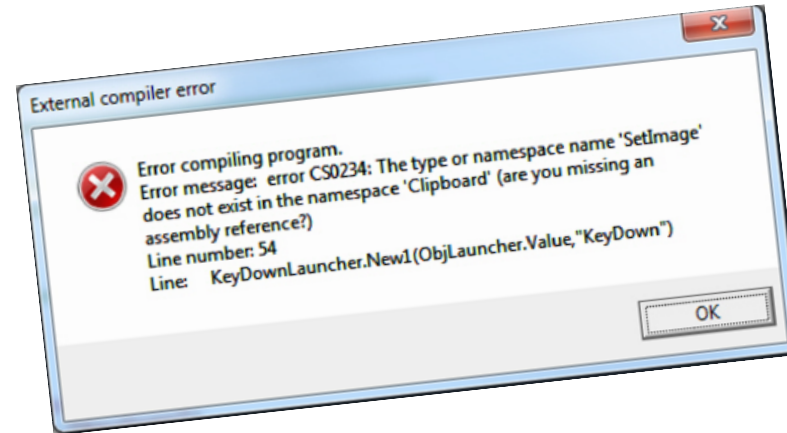 External compiler error
Error compiling program.
Error message:  error CS0234: The type or namespace name 'SetImage'
does not exist in the namespace 'Clipboard' (are you missing an
assembly reference?)
Line number: 54
Line:    KeyDownLauncher.New1(ObjLauncher.Value,"KeyDown")
OK